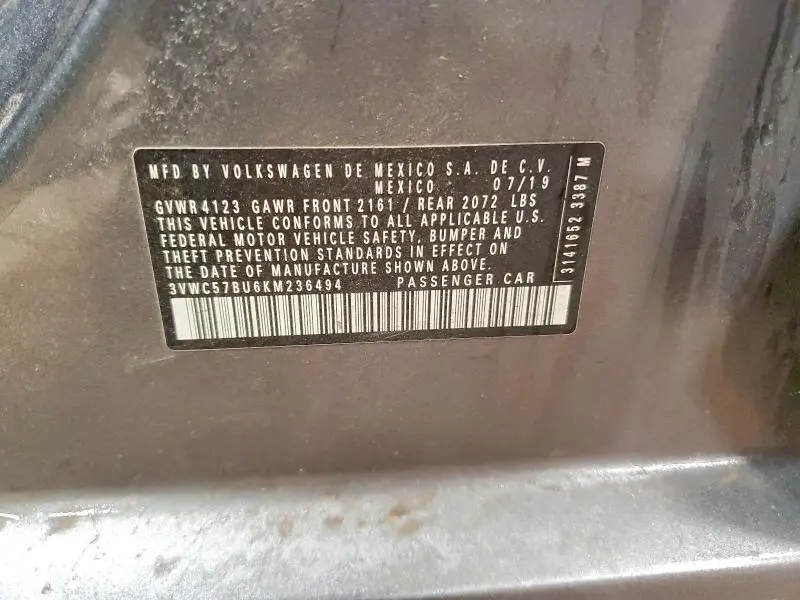 MFD BY VOLKSWAGEN DE MEXICO S.A. DE C.V.
MEXICO 07/19
GVWR 4123 GAWR FRONT 2161 / REAR 2072 LBS
THIS VEHICLE CONFORMS TO ALL APPLICABLE U.S.
FEDERAL MOTOR VEHICLE SAFETY, BUMPER AND
THEFT PREVENTION STANDARDS IN EFFECT ON
THE DATE OF MANUFACTURE SHOWN ABOVE.
3VWC57BU6KM236494 PASSENGER CAR
3141652 3387 M